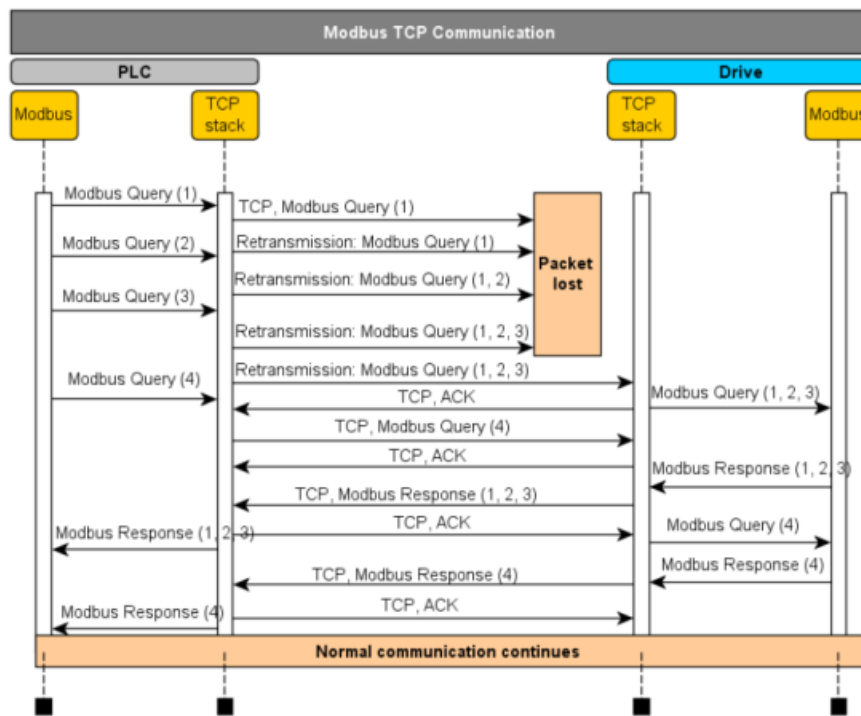 Modbus TCP Communication
PLC
Drive
Modbus
TCP
stack
TCP
stack
Modbus
Modbus Query (1)
TCP, Modbus Query (1)
Modbus Query (2)
Retransmission: Modbus Query (1)
Packet
lost
Retransmission: Modbus Query (1, 2)
Modbus Query (3)
Retransmission: Modbus Query (1, 2, 3)
Retransmission: Modbus Query (1, 2, 3)
Modbus Query (4)
TCP, ACK
Modbus Query (1, 2, 3)
TCP, Modbus Query (4)
TCP, ACK
Modbus Response (1, 2, 3)
TCP, Modbus Response (1, 2, 3)
TCP, ACK
Modbus Response (1, 2, 3)
Modbus Query (4)
Modbus Response (4)
TCP, Modbus Response (4)
TCP, ACK
Modbus Response (4)
Normal communication continues